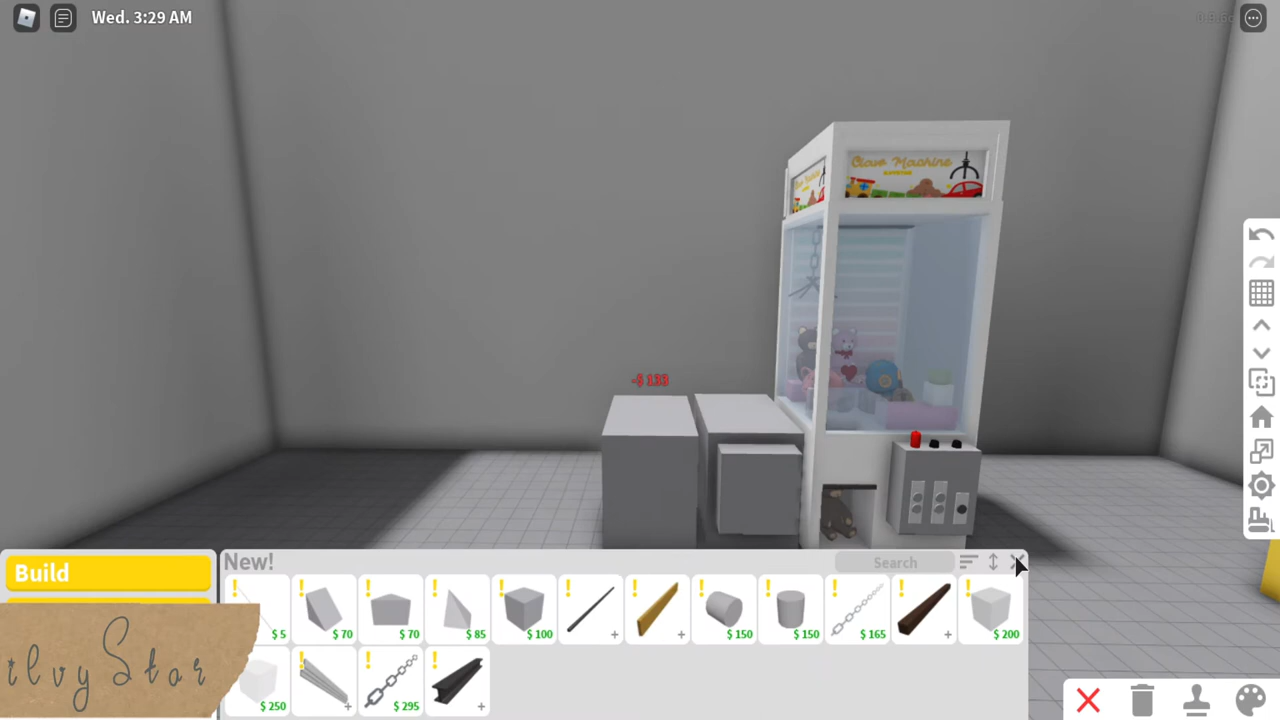 Wed. 3:29 AM
Claw Machine
-$ 133
New!
Search
Build
$ 5
$ 70
$ 70
$ 85
$ 100
+
+
$ 150
$ 150
$ 165
+
$ 200
$ 250
+
$ 295
+
ilvyStar